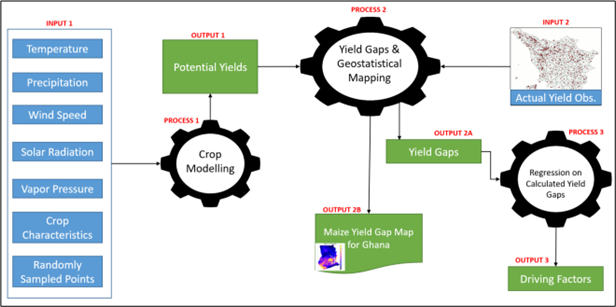 INPUT 1
Temperature
Precipitation
Wind Speed
Solar Radiation
Vapor Pressure
Crop
Characteristics
Randomly
Sampled Points
PROCESS 1
Crop
Modelling
OUTPUT 1
Potential Yields
PROCESS 2
Yield Gaps &
Geostatistical
Mapping
INPUT 2
Actual Yield Obs.
OUTPUT 2A
Yield Gaps
OUTPUT 2B
Maize Yield Gap Map
for Ghana
PROCESS 3
Regression on
Calculated Yield
Gaps
OUTPUT 3
Driving Factors